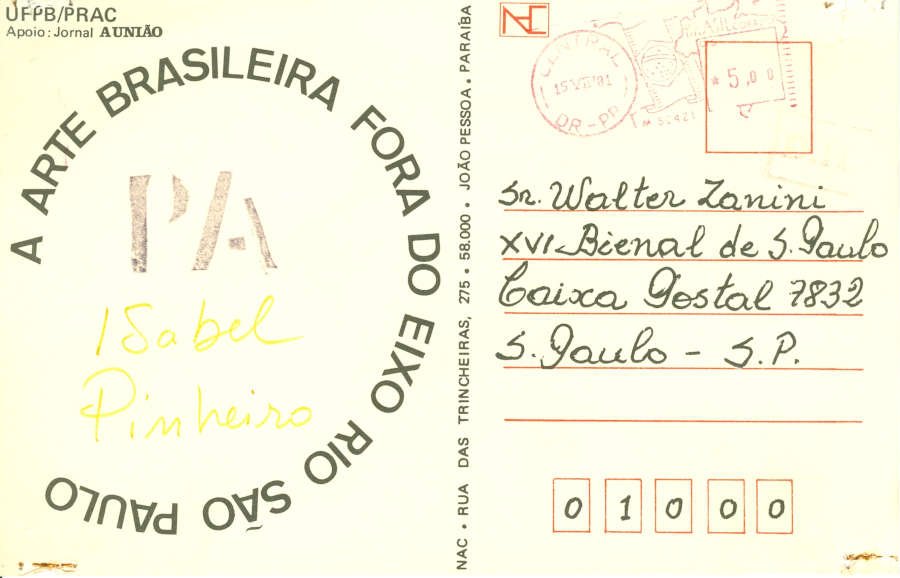 UFPB/PRAC
Apoio: Jornal A UNIÃO
A ARTE BRASILEIRA FORA DO EIXO RIO SÃO PAULO
PA
Isabel
Pinheiro
NAC • RUA DAS TRINCHEIRAS, 275 • 58.000 • JOÃO PESSOA • PARAÍBA
NAC
CENTRAL
15 VII 81
DR-PB
*5,00
Sr. Walter Zanini
XVI-Bienal de S. Paulo
Caixa Postal 7832
S. Paulo - S.P.
0 1 0 0 0